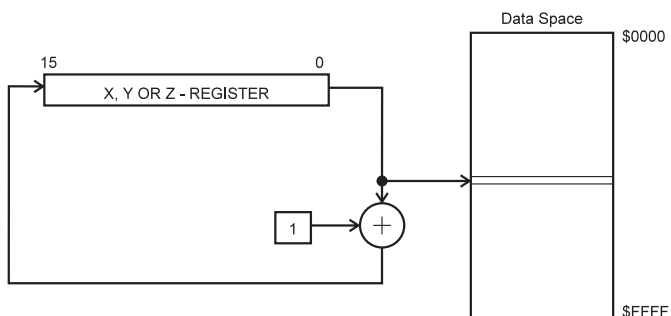 Data Space
$0000
15 0
X, Y OR Z - REGISTER
1
+
$FFFF